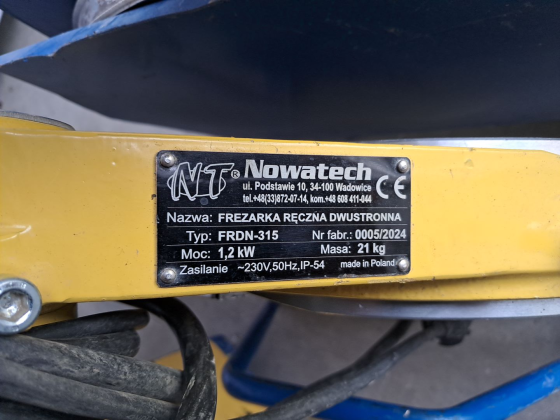 NT® Nowatech
ul. Podstawie 10, 34-100 Wadowice
tel.+48(33)872-07-14, kom.+48 608 411-044
CE
Nazwa: FREZARKA RĘCZNA DWUSTRONNA
Typ: FRDN-315 Nr fabr.: 0005/2024
Moc: 1,2 kW Masa: 21 kg
Zasilanie ~230V,50Hz,IP-54 made in Poland